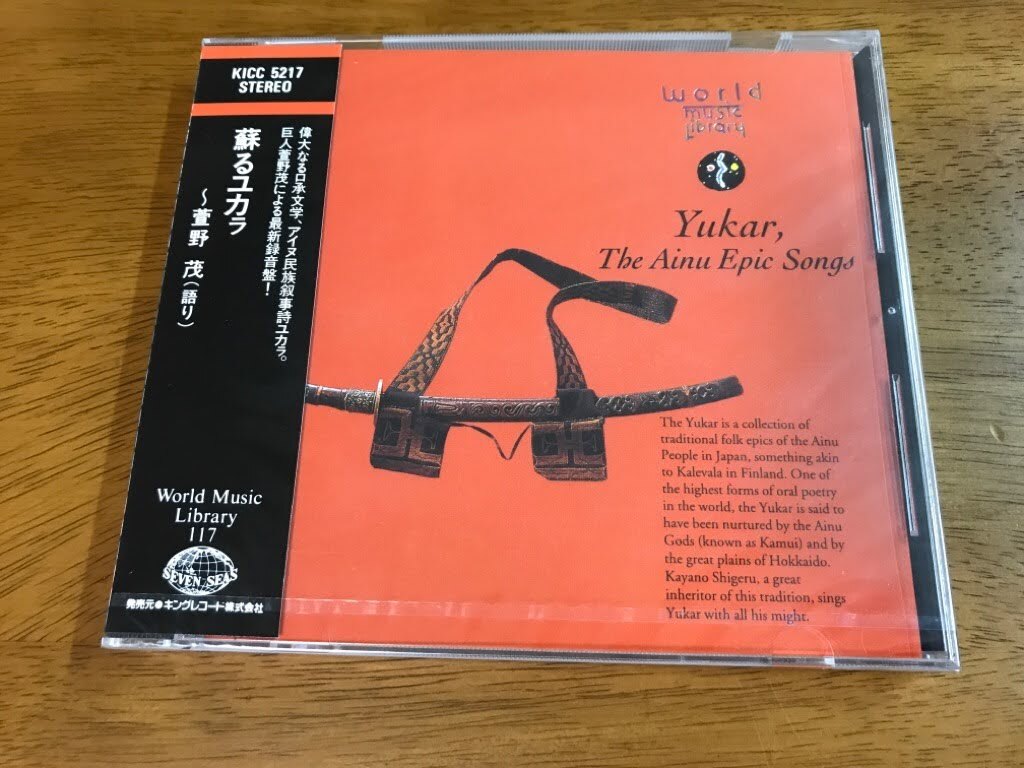 KICC 5217
STEREO
偉大なる口承文学、アイヌ民族叙事詩ユカラ。
巨人萱野茂による最新録音盤!
蘇るユカラ
〜萱野 茂(語り)
World Music
Library
117
SEVEN SEAS
発売元●キングレコード株式会社
world
music
library
Yukar,
The Ainu Epic Songs
The Yukar is a collection of
traditional folk epics of the Ainu
People in Japan, something akin
to Kalevala in Finland. One of
the highest forms of oral poetry
in the world, the Yukar is said to
have been nurtured by the Ainu
Gods (known as Kamui) and by
the great plains of Hokkaido.
Kayano Shigeru, a great
inheritor of this tradition, sings
Yukar with all his might.